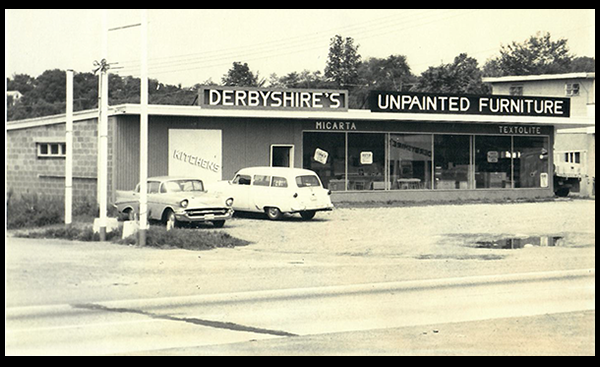 DERBYSHIRE'S
UNPAINTED FURNITURE
MICARTA
TEXTOLITE
KITCHENS